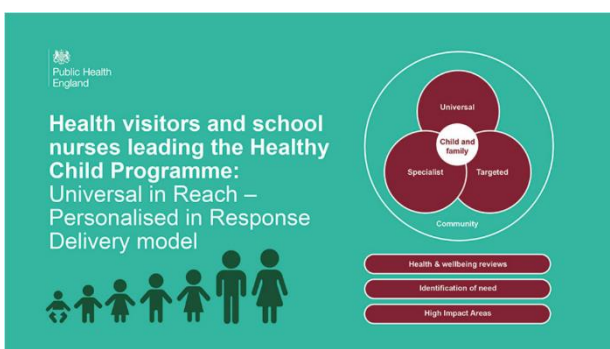 Public Health
England
Health visitors and school
nurses leading the Healthy
Child Programme:
Universal in Reach –
Personalised in Response
Delivery model
Universal
Child and
family
Specialist
Targeted
Community
Health & wellbeing reviews
Identification of need
High Impact Areas